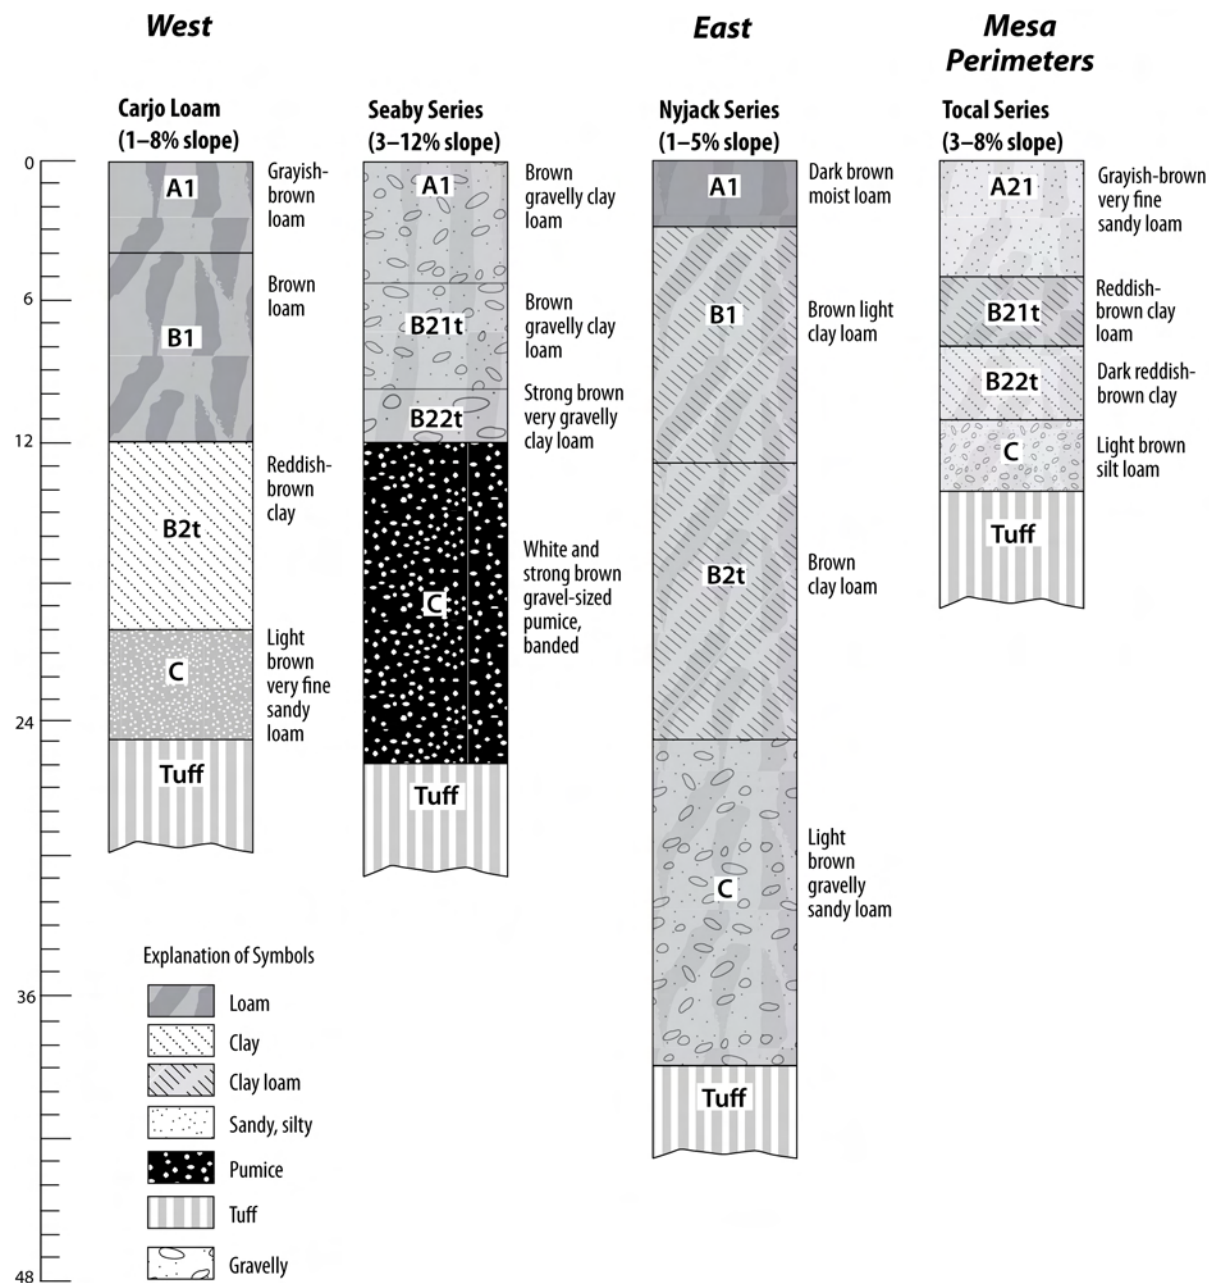 West
East
Mesa
Perimeters
Carjo Loam
(1–8% slope)
Seaby Series
(3–12% slope)
Nyjack Series
(1–5% slope)
Tocal Series
(3–8% slope)
0
6
12
24
36
48
A1
Grayish-
brown
loam
B1
Brown
loam
B2t
Reddish-
brown
clay
C
Light
brown
very fine
sandy
loam
Tuff
A1
Brown
gravelly clay
loam
B21t
Brown
gravelly clay
loam
B22t
Strong brown
very gravelly
clay loam
C
White and
strong brown
gravel-sized
pumice,
banded
Tuff
A1
Dark brown
moist loam
B1
Brown light
clay loam
B2t
Brown
clay loam
C
Light
brown
gravelly
sandy loam
Tuff
A21
Grayish-brown
very fine
sandy loam
B21t
Reddish-
brown clay
loam
B22t
Dark reddish-
brown clay
C
Light brown
silt loam
Tuff
Explanation of Symbols
Loam
Clay
Clay loam
Sandy, silty
Pumice
Tuff
Gravelly